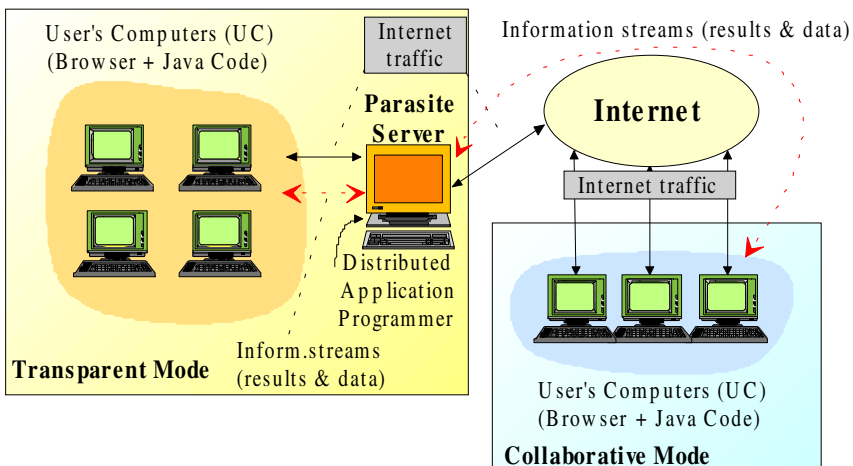 User's Computers (UC)
(Browser + Java Code)
Internet
traffic
Information streams (results & data)
Parasite
Server
Internet
Internet traffic
Distributed
Application
Programmer
Inform.streams
(results & data)
Transparent Mode
User's Computers (UC)
(Browser + Java Code)
Collaborative Mode